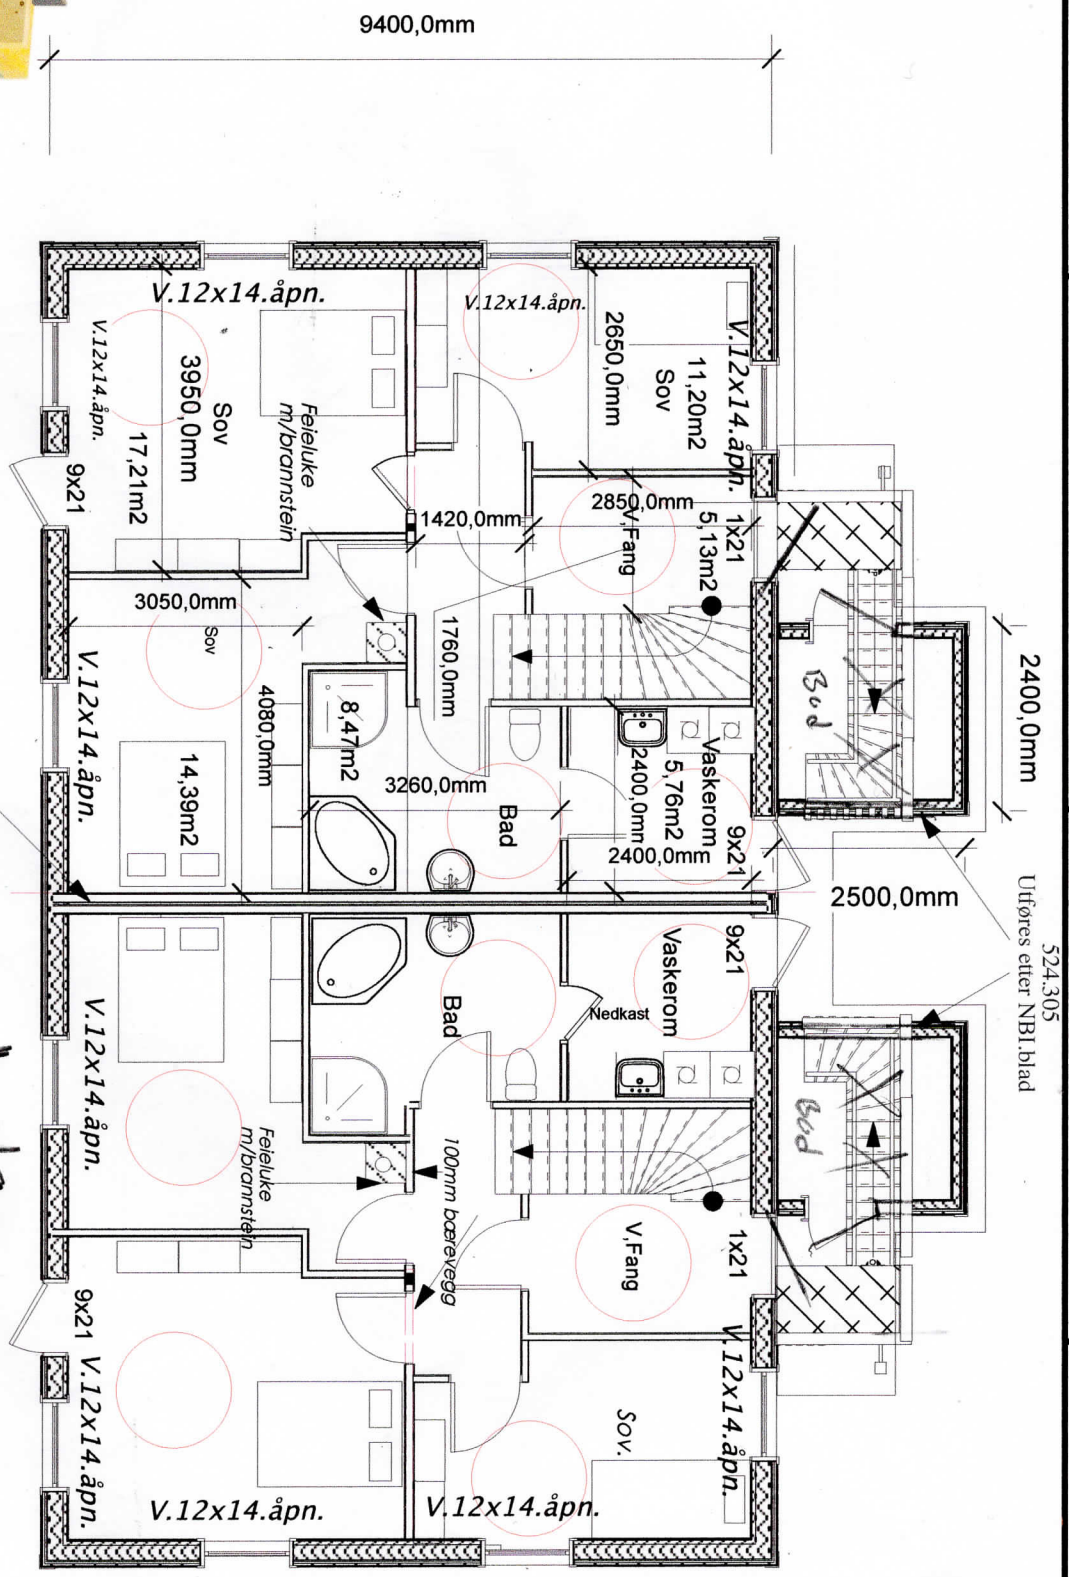 9400,0mm
V.12x14.åpn.
V.12x14.åpn.
Sov
3950,0mm
17,21m2
9x21
Feieluke
m/brannstein
V.12x14.åpn.
2650,0mm
11,20m2
Sov
V.12x14.åpn.
1420,0mm
2850,0mm
V,Fang
5,13m2
1x21
3050,0mm
Sov
4080,0mm
14,39m2
V.12x14.åpn.
1760,0mm
8,47m2
3260,0mm
Bad
Vaskerom
5,76m2
2400,0mm
2400,0mm
9x21
Bod
2400,0mm
2500,0mm
524.305
Utføres etter NBI.blad
9x21
Vaskerom
Nedkast
Bad
V.12x14.åpn.
Feieluke
m/brannstein
100mm bærevegg
V,Fang
1x21
Bod
9x21
V.12x14.åpn.
V.12x14.åpn.
V.12x14.åpn.
Sov.
V.12x14.åpn.